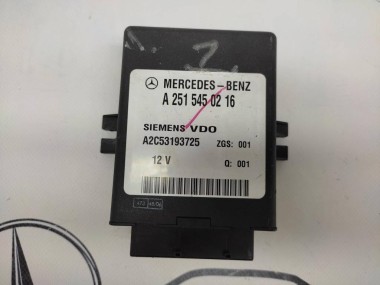 MERCEDES-BENZ
A 251 545 02 16
SIEMENS VDO
A2C53193725 ZGS: 001
12 V Q: 001